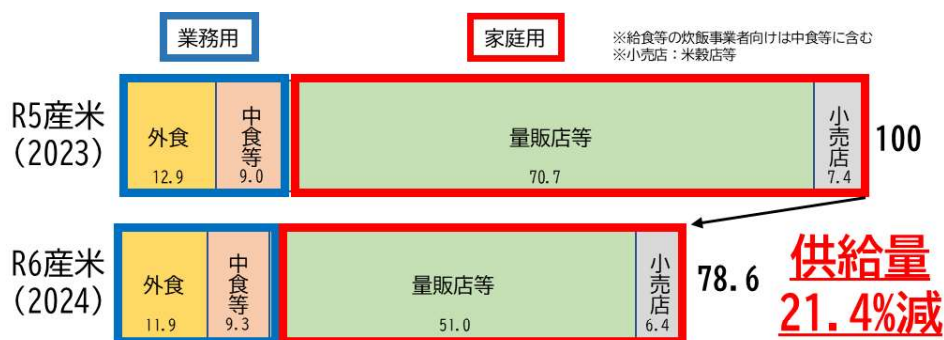 業務用
家庭用
※給食等の炊飯事業者向けは中食等に含む
※小売店：米穀店等
R5産米
(2023)
外食
12.9
中食等
9.0
量販店等
70.7
小売店
7.4
100
R6産米
(2024)
外食
11.9
中食等
9.3
量販店等
51.0
小売店
6.4
78.6
供給量
21.4%減